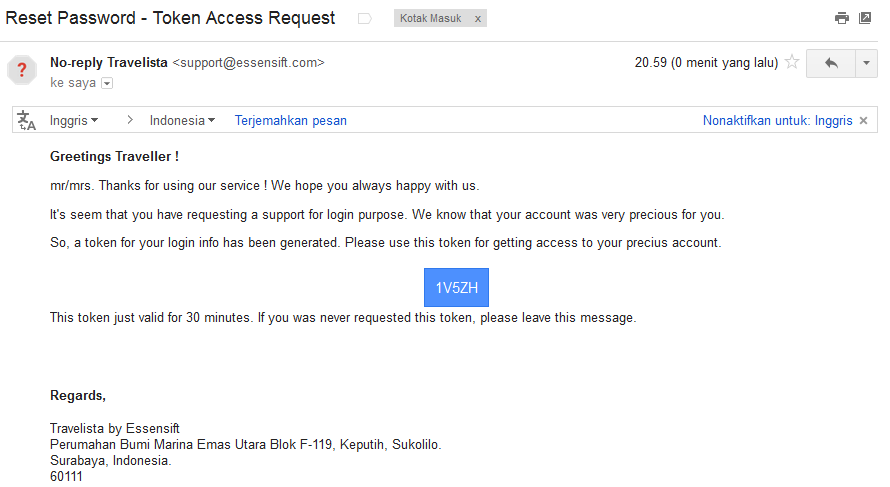 Reset Password - Token Access Request
Kotak Masuk x
No-reply Travelista <support@essensift.com>
20.59 (0 menit yang lalu)
ke saya
Inggris > Indonesia Terjemahkan pesan
Nonaktifkan untuk: Inggris x
Greetings Traveller !
mr/mrs. Thanks for using our service ! We hope you always happy with us.
It's seem that you have requesting a support for login purpose. We know that your account was very precious for you.
So, a token for your login info has been generated. Please use this token for getting access to your precius account.
1V5ZH
This token just valid for 30 minutes. If you was never requested this token, please leave this message.
Regards,
Travelista by Essensift
Perumahan Bumi Marina Emas Utara Blok F-119, Keputih, Sukolilo.
Surabaya, Indonesia.
60111